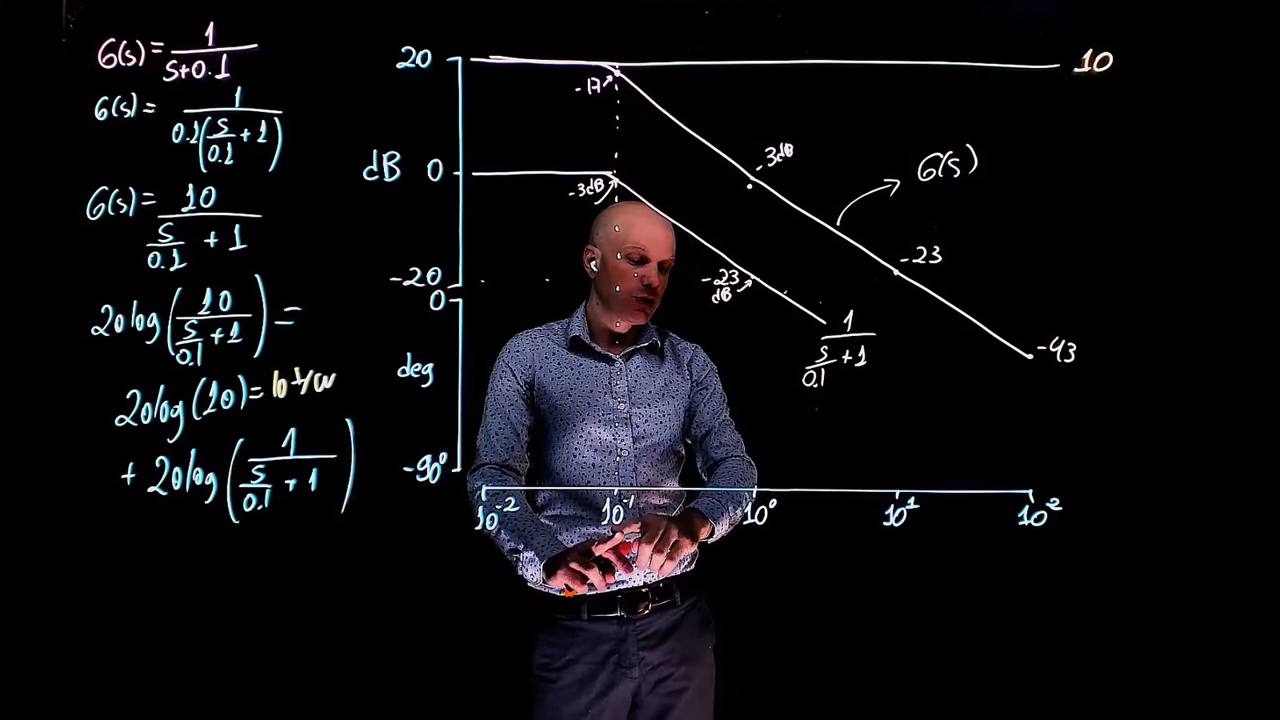 G(s) = 1/(s+0.1)
G(s) = 1/(0.1(s/0.1 + 1))
G(s) = 10/(s/0.1 + 1)
20log(10/(s/0.1 + 1)) =
20log(10) =
+ 20log(1/(s/0.1 + 1))
20
10
-17
-3dB
dB 0
G(s)
-3dB
-23
-20
-23
dB
0
1/(s/0.1 + 1)
-43
deg
-90°
10^-2 10^-1 10^0 10^1 10^2